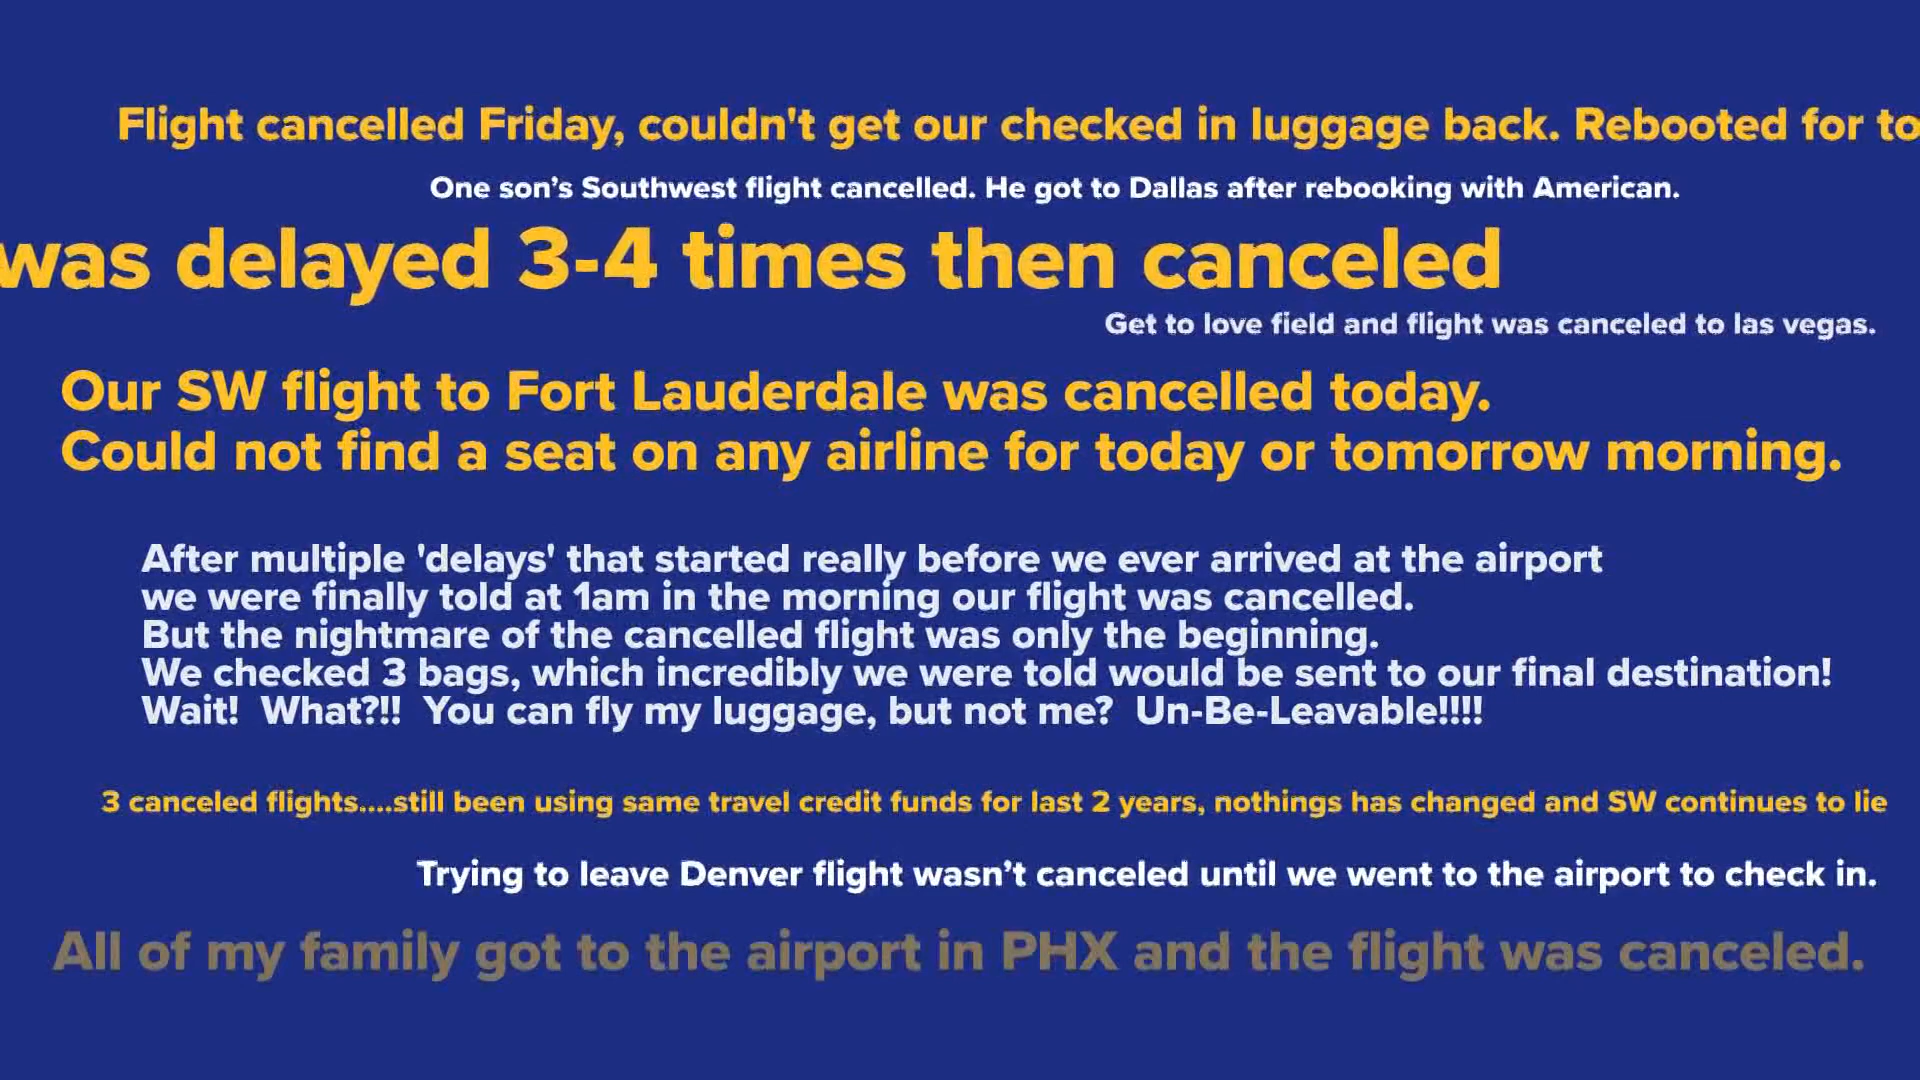 Flight cancelled Friday, couldn't get our checked in luggage back. Rebooted for to
One son’s Southwest flight cancelled. He got to Dallas after rebooking with American.
was delayed 3-4 times then canceled
Get to love field and flight was canceled to las vegas.
Our SW flight to Fort Lauderdale was cancelled today.
Could not find a seat on any airline for today or tomorrow morning.
After multiple 'delays' that started really before we ever arrived at the airport
we were finally told at 1am in the morning our flight was cancelled.
But the nightmare of the cancelled flight was only the beginning.
We checked 3 bags, which incredibly we were told would be sent to our final destination!
Wait!  What?!!  You can fly my luggage, but not me?  Un-Be-Leavable!!!!
3 canceled flights....still been using same travel credit funds for last 2 years, nothings has changed and SW continues to lie
Trying to leave Denver flight wasn’t canceled until we went to the airport to check in.
All of my family got to the airport in PHX and the flight was canceled.